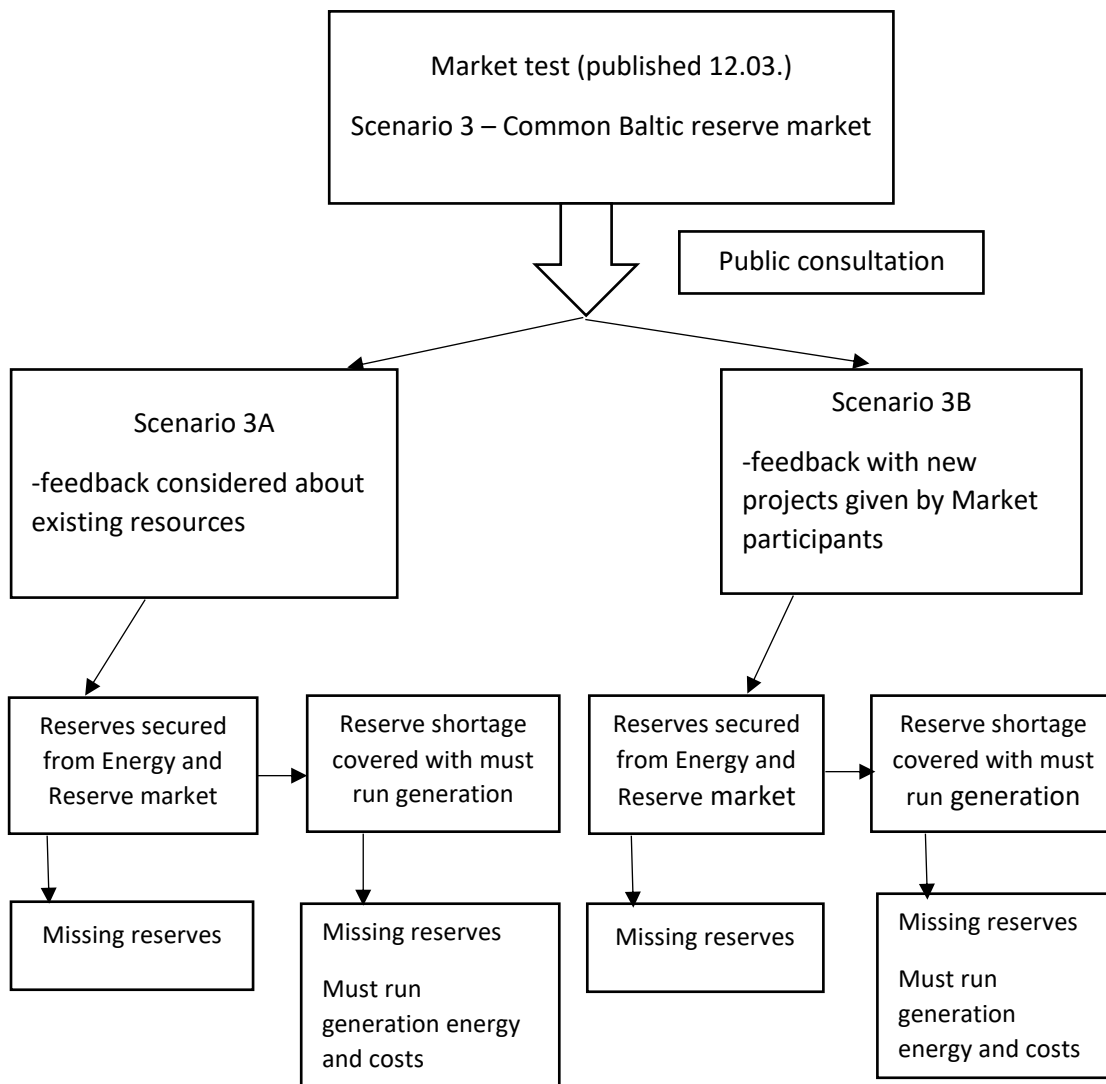 Market test (published 12.03.)
Scenario 3 – Common Baltic reserve market
Public consultation
Scenario 3A
-feedback considered about
existing resources
Scenario 3B
-feedback with new
projects given by Market
participants
Reserves secured
from Energy and
Reserve market
Reserve shortage
covered with must
run generation
Reserves secured
from Energy and
Reserve market
Reserve shortage
covered with must
run generation
Missing reserves
Missing reserves
Must run
generation energy
and costs
Missing reserves
Missing reserves
Must run
generation
energy and costs